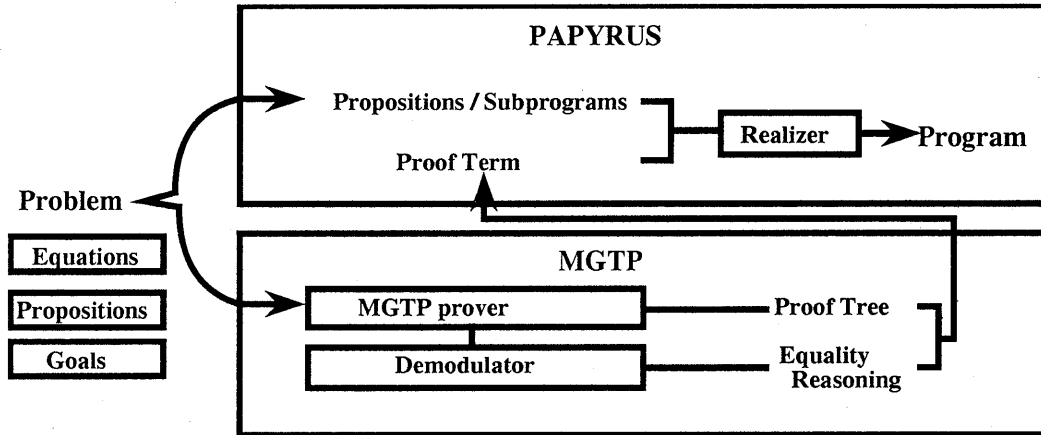 PAPYRUS
Propositions / Subprograms
Realizer
Program
Proof Term
Problem
Equations
Propositions
Goals
MGTP
MGTP prover
Proof Tree
Demodulator
Equality
Reasoning